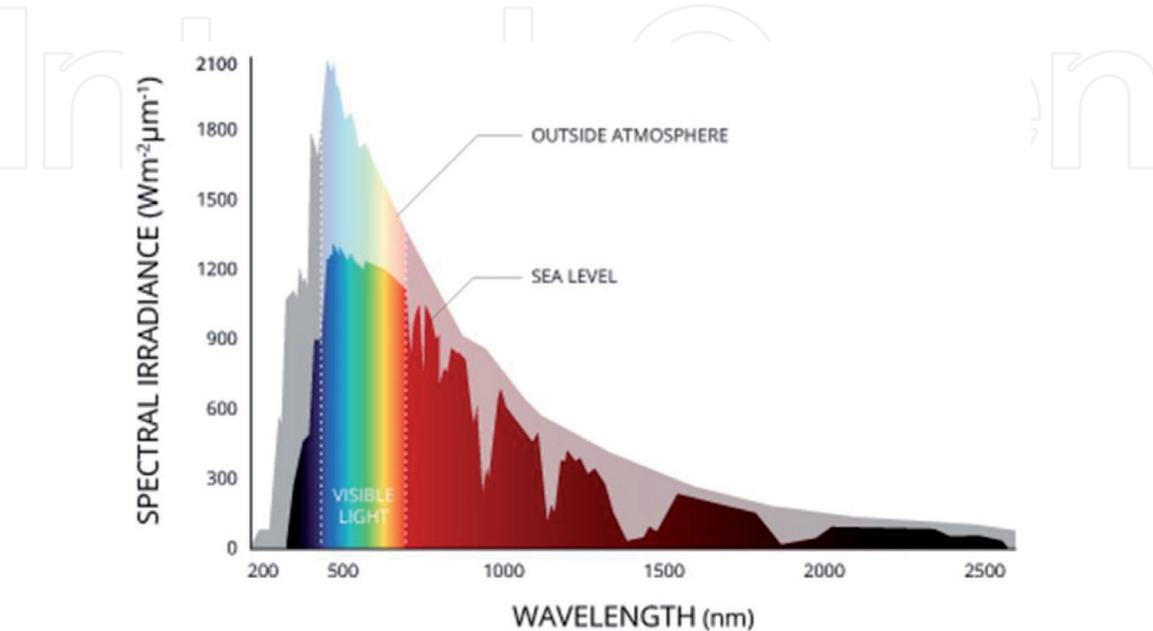 2100
1800
1500
1200
900
600
300
0
SPECTRAL IRRADIANCE (Wm-2μm-1)
OUTSIDE ATMOSPHERE
SEA LEVEL
VISIBLE
LIGHT
200 500 1000 1500 2000 2500
WAVELENGTH (nm)